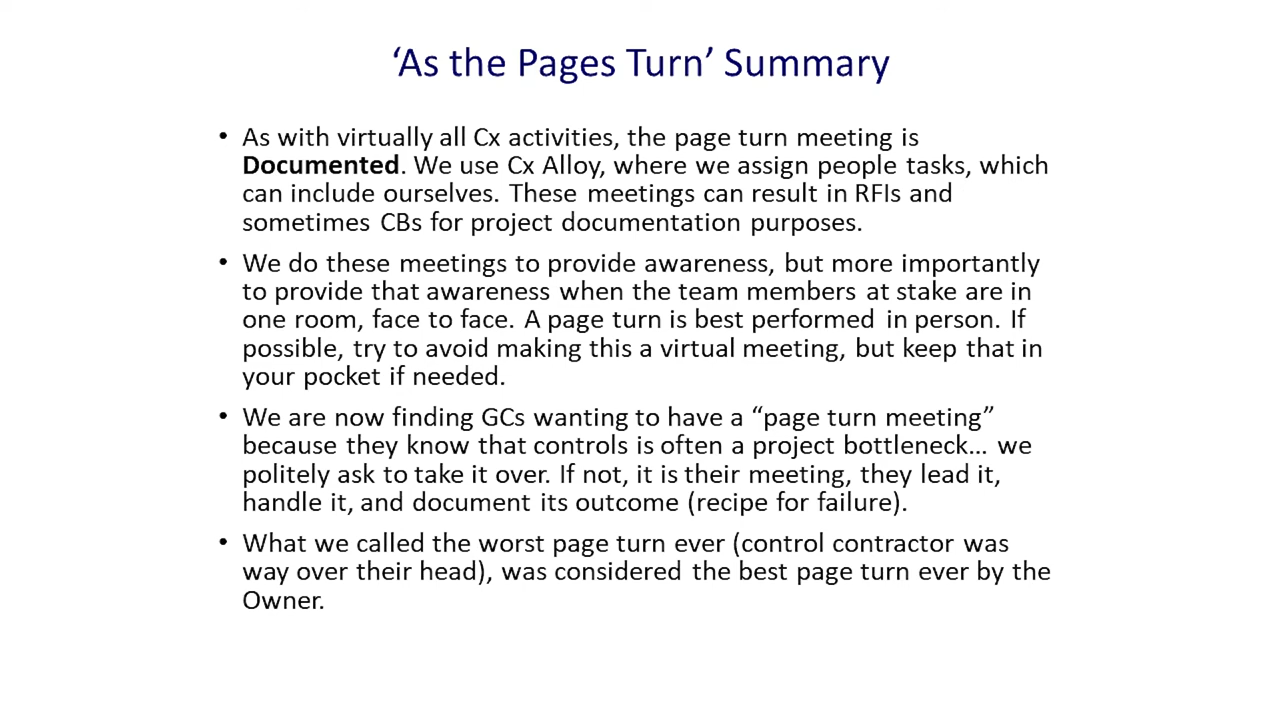 ‘As the Pages Turn’ Summary
• As with virtually all Cx activities, the page turn meeting is
Documented. We use Cx Alloy, where we assign people tasks, which
can include ourselves. These meetings can result in RFIs and
sometimes CBs for project documentation purposes.
• We do these meetings to provide awareness, but more importantly
to provide that awareness when the team members at stake are in
one room, face to face. A page turn is best performed in person. If
possible, try to avoid making this a virtual meeting, but keep that in
your pocket if needed.
• We are now finding GCs wanting to have a “page turn meeting”
because they know that controls is often a project bottleneck… we
politely ask to take it over. If not, it is their meeting, they lead it,
handle it, and document its outcome (recipe for failure).
• What we called the worst page turn ever (control contractor was
way over their head), was considered the best page turn ever by the
Owner.